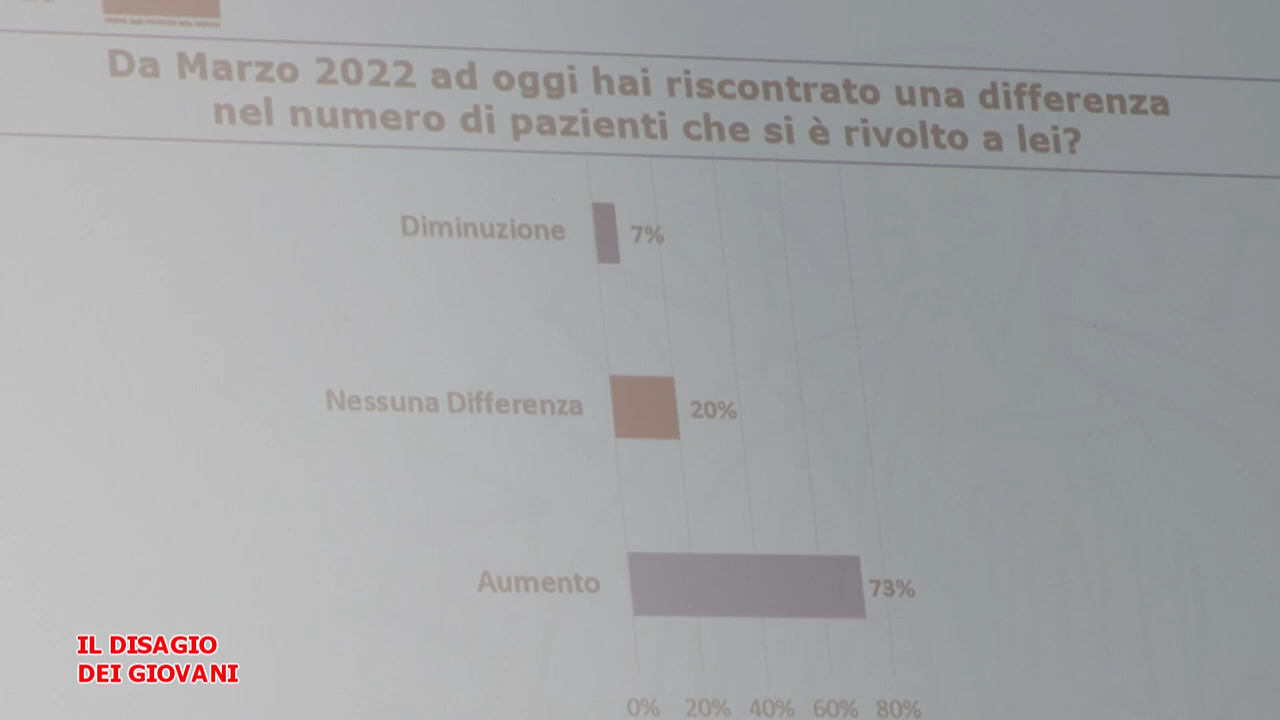 Da Marzo 2022 ad oggi hai riscontrato una differenza
nel numero di pazienti che si è rivolto a lei?
Diminuzione 7%
Nessuna Differenza 20%
Aumento 73%
0% 20% 40% 60% 80%
IL DISAGIO
DEI GIOVANI